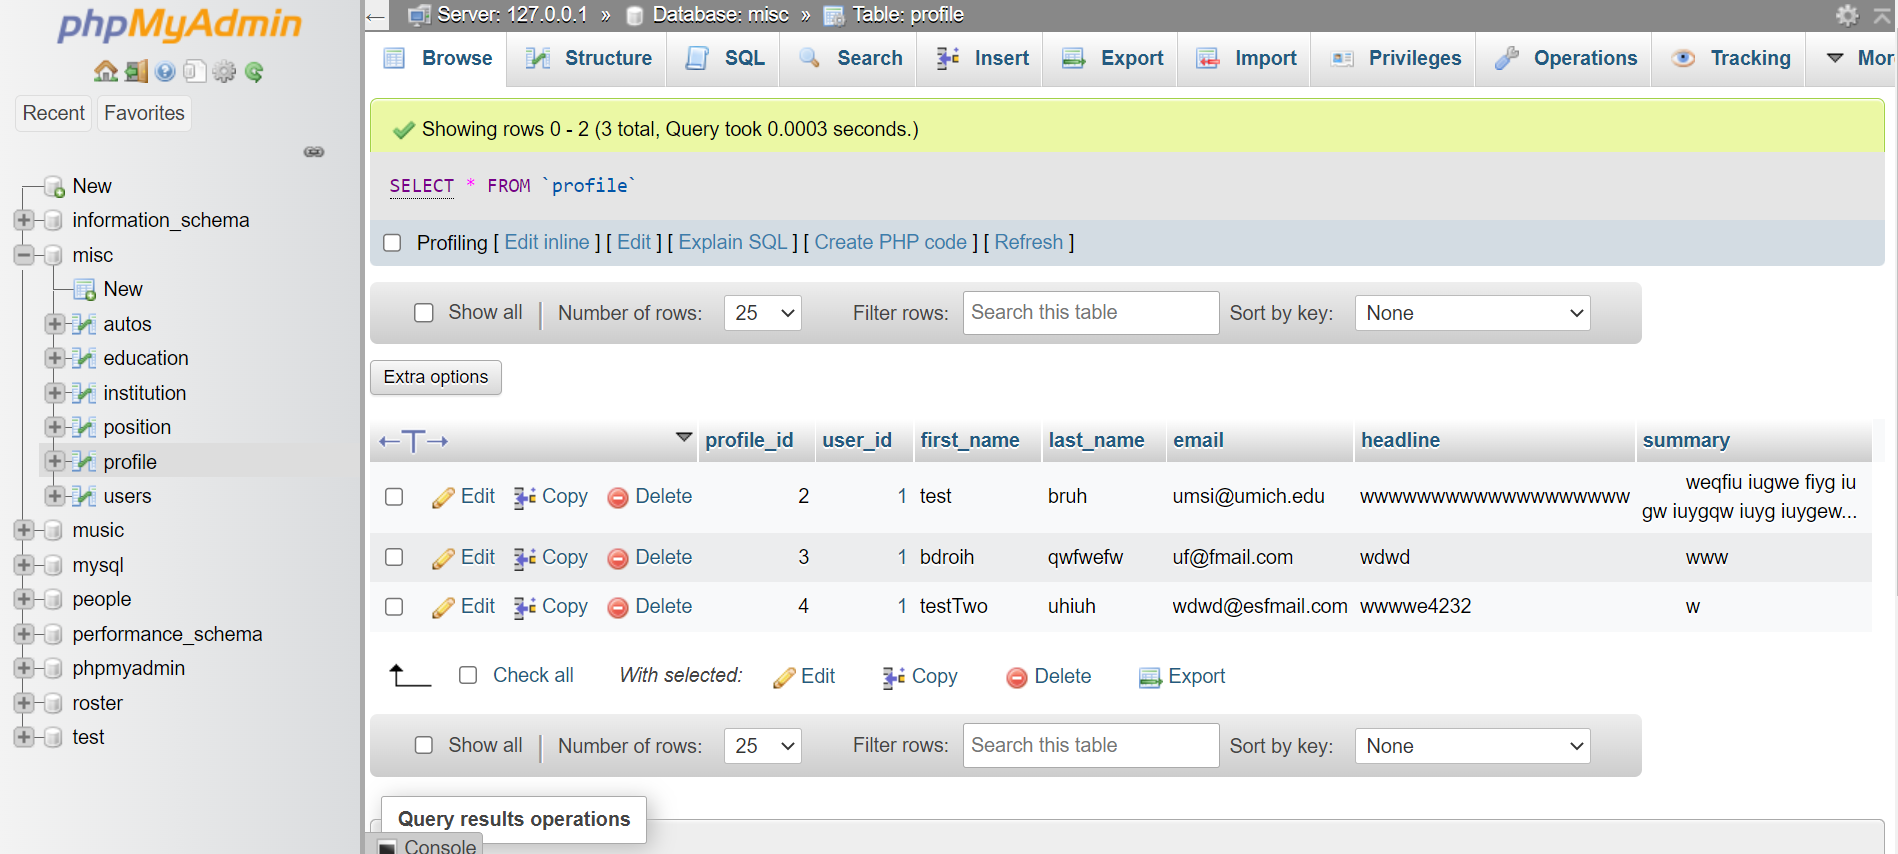 phpMyAdmin
Recent Favorites
New
information_schema
misc
New
autos
education
institution
position
profile
users
music
mysql
people
performance_schema
phpmyadmin
roster
test
Server: 127.0.0.1 » Database: misc » Table: profile
Browse Structure SQL Search Insert Export Import Privileges Operations Tracking Mor
Showing rows 0 - 2 (3 total, Query took 0.0003 seconds.)
SELECT * FROM `profile`
Profiling [ Edit inline ] [ Edit ] [ Explain SQL ] [ Create PHP code ] [ Refresh ]
Show all | Number of rows: 25 Filter rows: Search this table Sort by key: None
Extra options
←T→ profile_id user_id first_name last_name email headline summary
Edit Copy Delete 2 1 test bruh umsi@umich.edu wwwwwwwwwwwwwwwwwww weqfiu iugwe fiyg iu
gw iuygqw iuyg iuygew...
Edit Copy Delete 3 1 bdroih qwfwefw uf@fmail.com wdwd www
Edit Copy Delete 4 1 testTwo uhiuh wdwd@esfmail.com wwwwe4232 w
Check all With selected: Edit Copy Delete Export
Show all | Number of rows: 25 Filter rows: Search this table Sort by key: None
Query results operations
Console